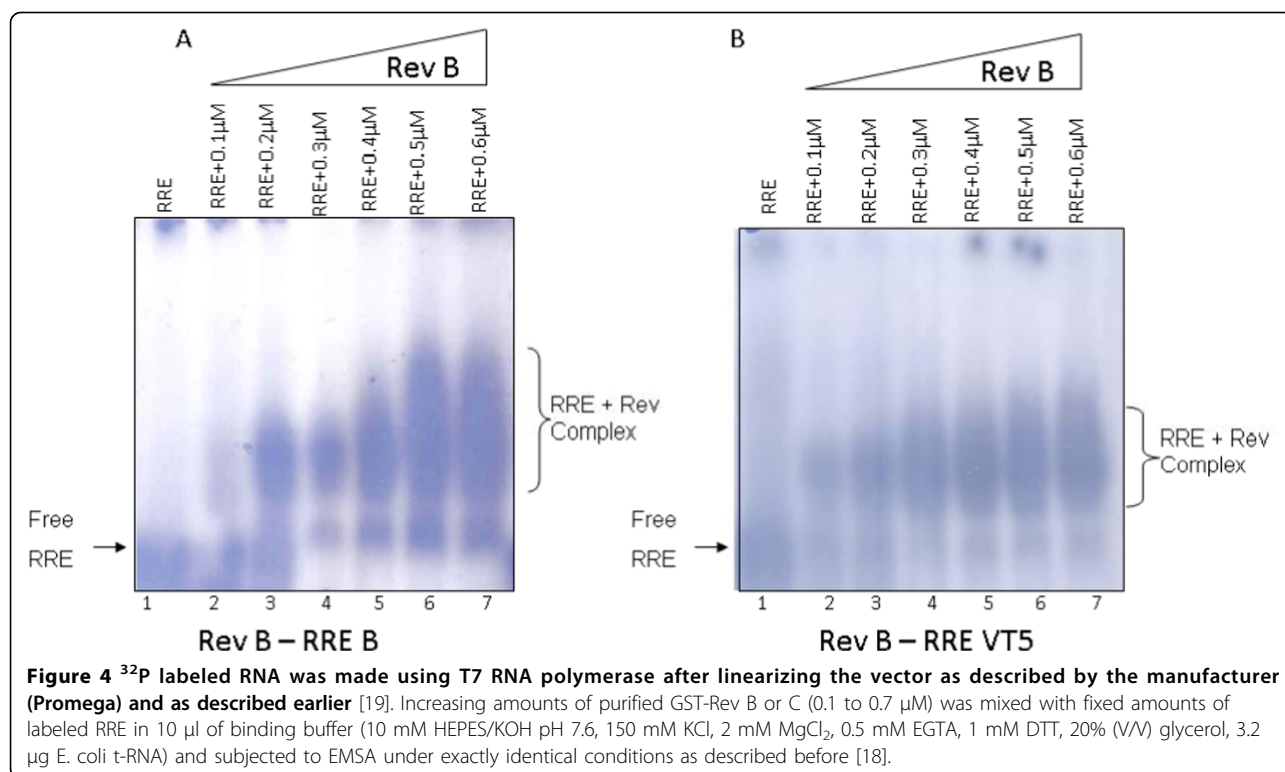 A
Rev B
RRE
RRE+0.1µM
RRE+0.2µM
RRE+0.3µM
RRE+0.4µM
RRE+0.5µM
RRE+0.6µM
RRE + Rev
Complex
Free
RRE
1 2 3 4 5 6 7
Rev B – RRE B
B
Rev B
RRE
RRE+0.1µM
RRE+0.2µM
RRE+0.3µM
RRE+0.4µM
RRE+0.5µM
RRE+0.6µM
RRE + Rev
Complex
Free
RRE
1 2 3 4 5 6 7
Rev B – RRE VT5
Figure 4 ³²P labeled RNA was made using T7 RNA polymerase after linearizing the vector as described by the manufacturer
(Promega) and as described earlier [19]. Increasing amounts of purified GST-Rev B or C (0.1 to 0.7 µM) was mixed with fixed amounts of
labeled RRE in 10 µl of binding buffer (10 mM HEPES/KOH pH 7.6, 150 mM KCl, 2 mM MgCl₂, 0.5 mM EGTA, 1 mM DTT, 20% (V/V) glycerol, 3.2
µg E. coli t-RNA) and subjected to EMSA under exactly identical conditions as described before [18].